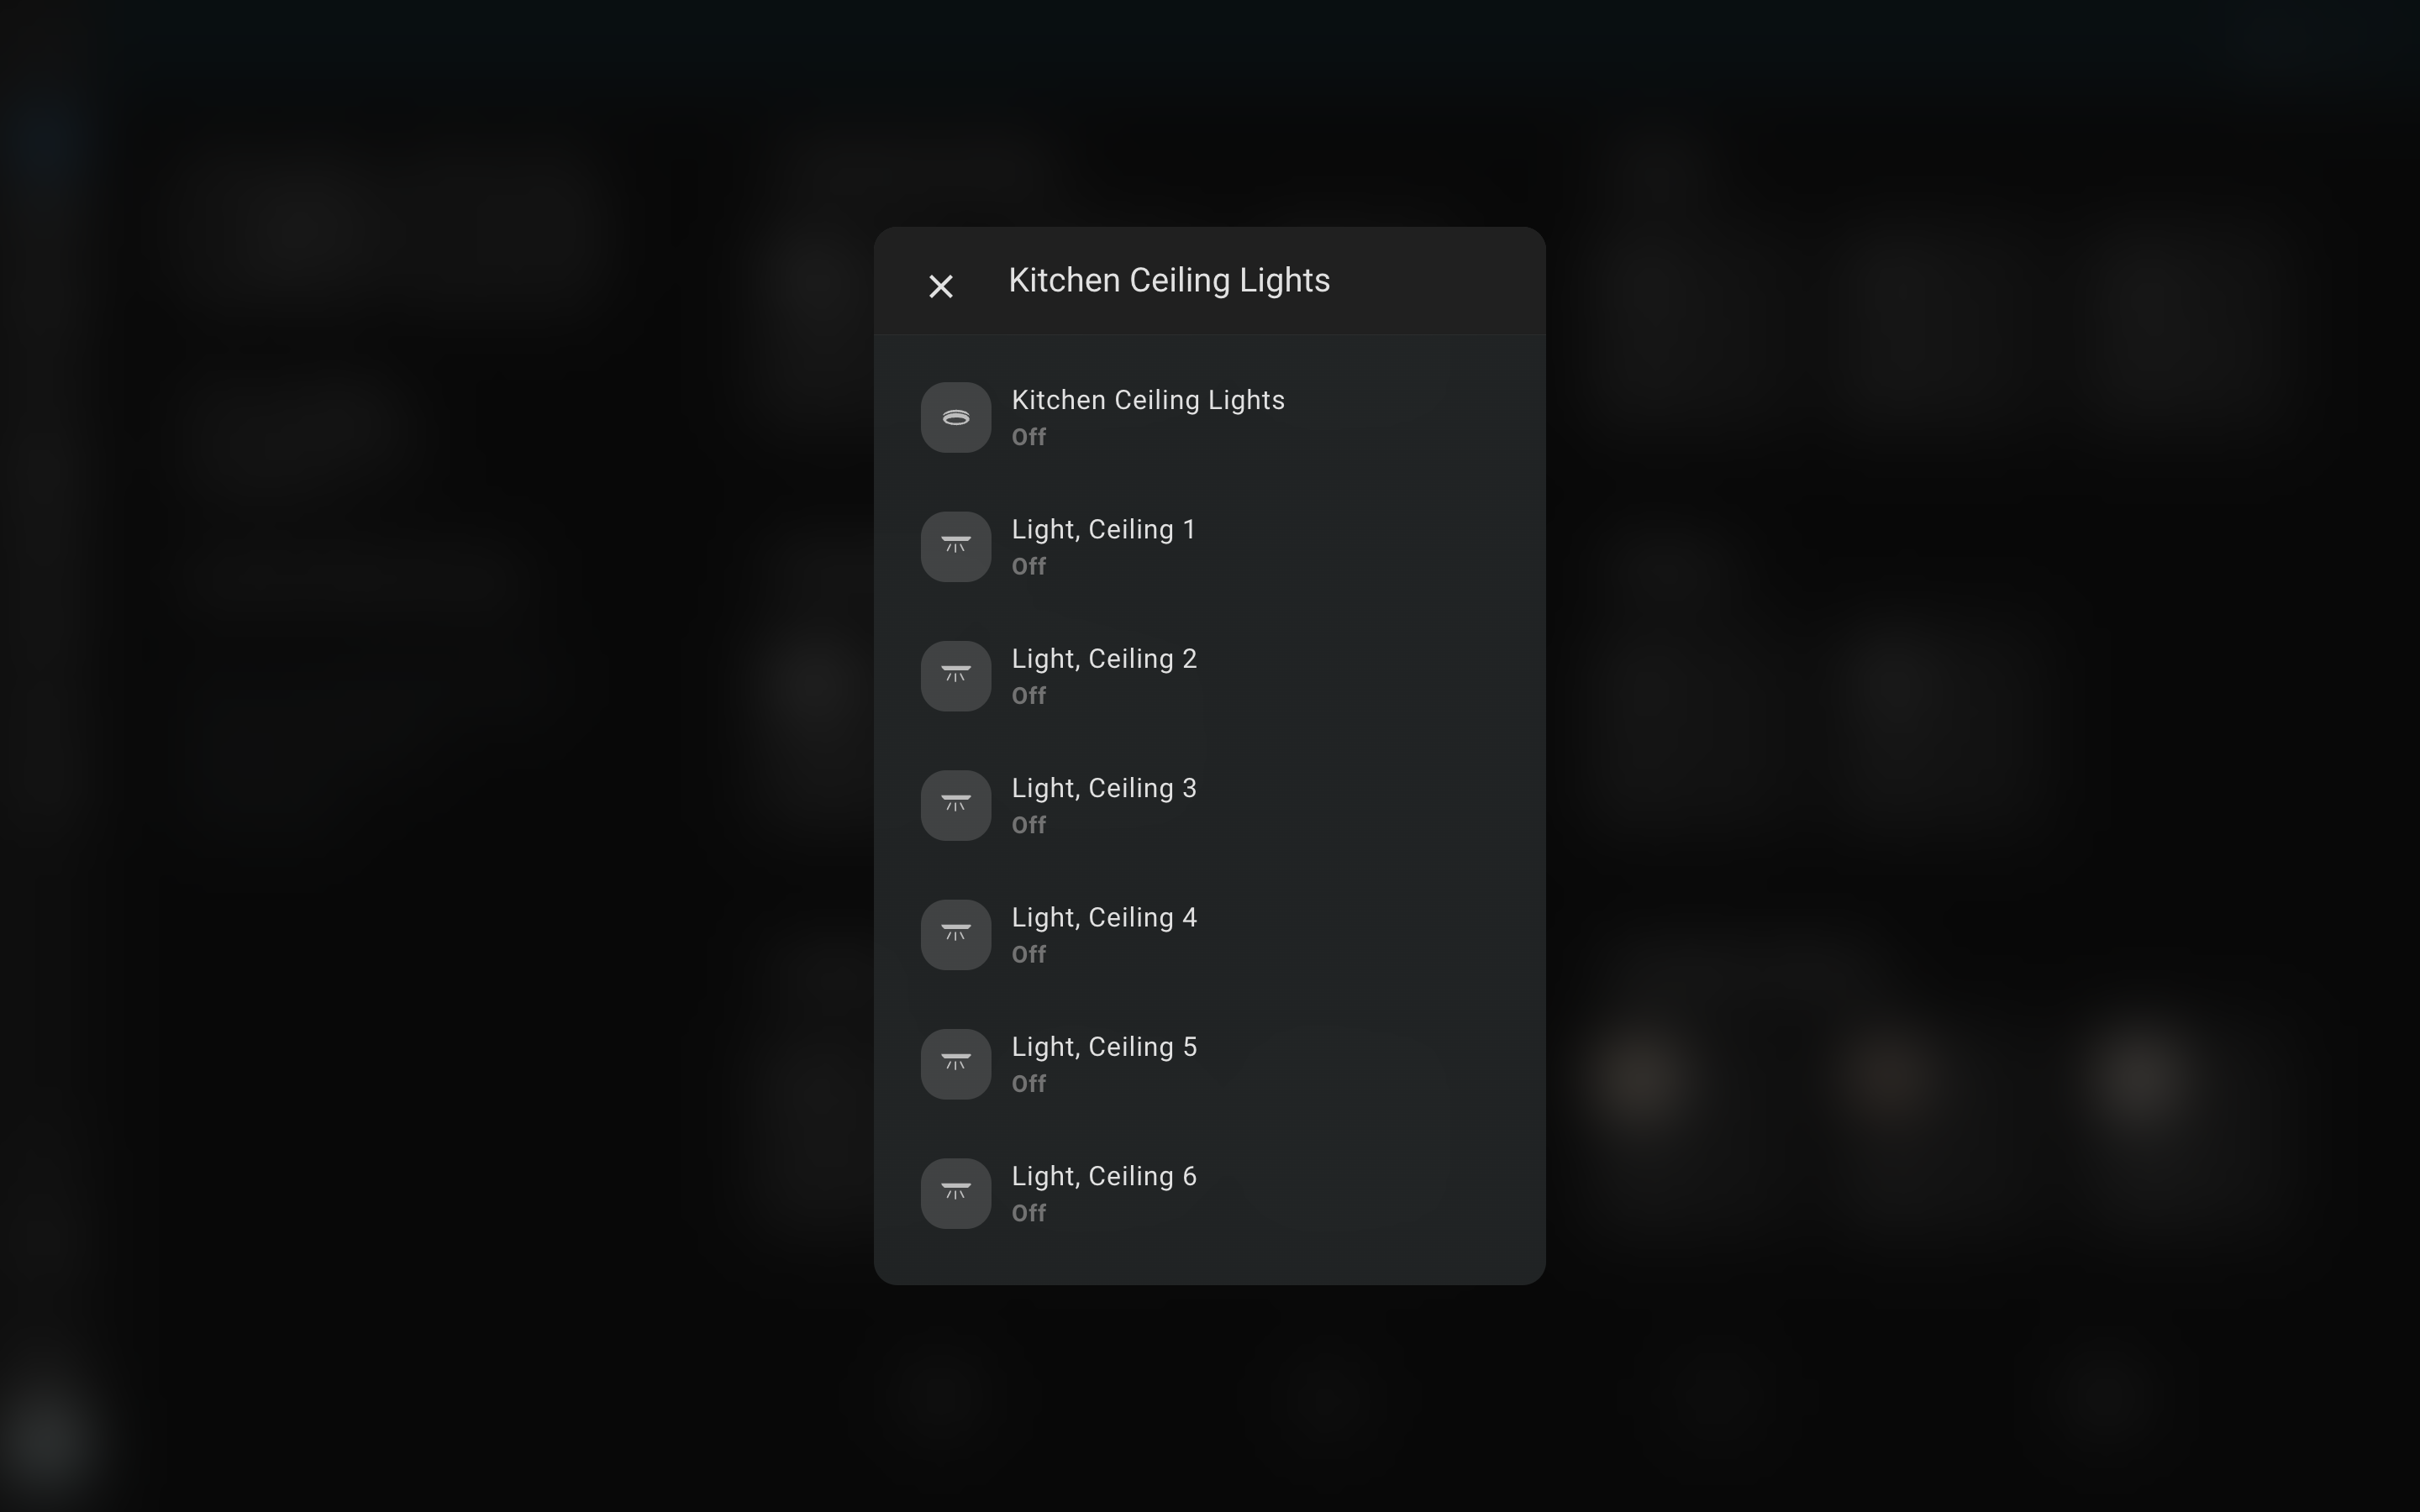 Kitchen Ceiling Lights
Kitchen Ceiling Lights
Off
Light, Ceiling 1
Off
Light, Ceiling 2
Off
Light, Ceiling 3
Off
Light, Ceiling 4
Off
Light, Ceiling 5
Off
Light, Ceiling 6
Off